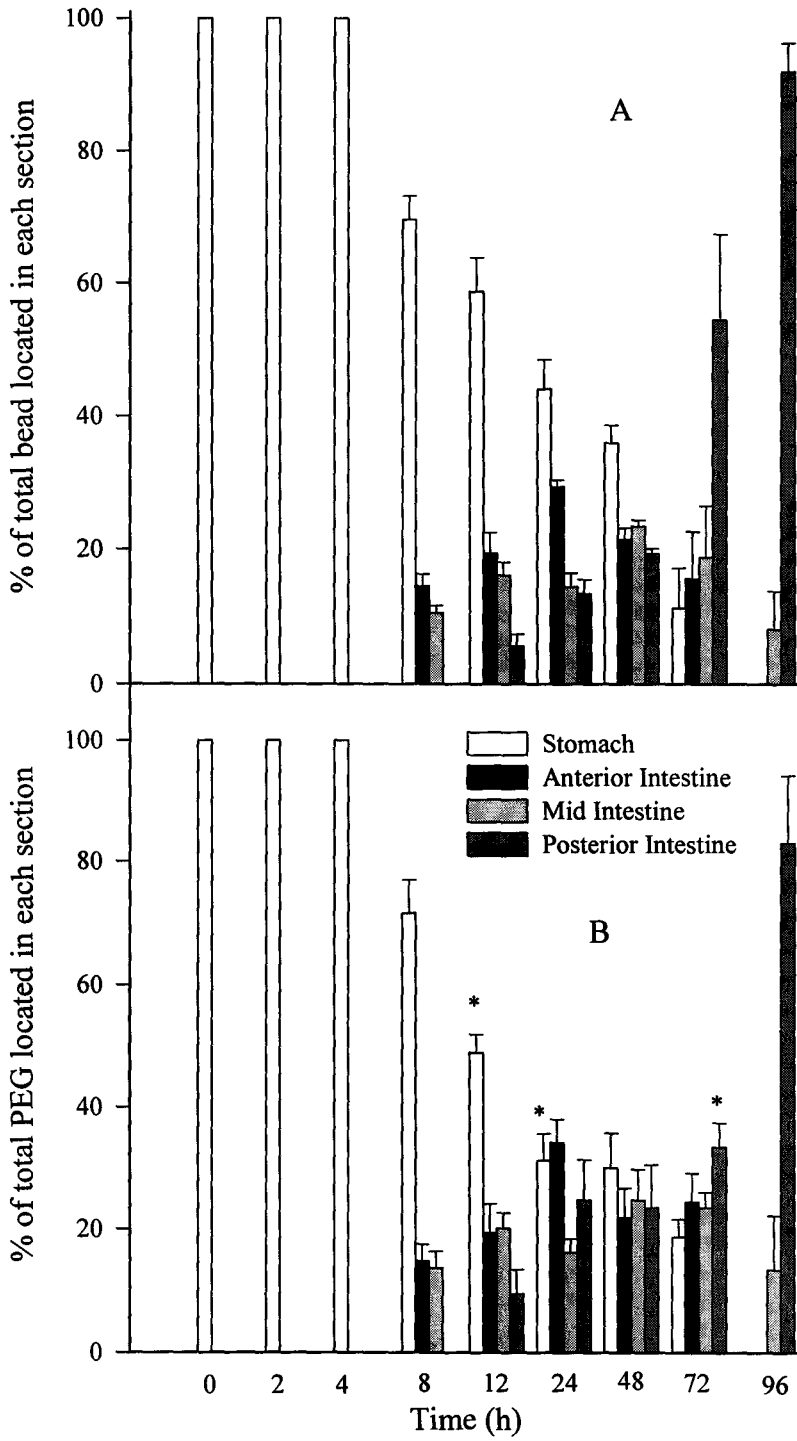 100
80
60
40
20
0
% of total bead located in each section
A
100
80
60
40
20
0
% of total PEG located in each section
Stomach
Anterior Intestine
Mid Intestine
Posterior Intestine
B
*
*
*
0 2 4 8 12 24 48 72 96
Time (h)